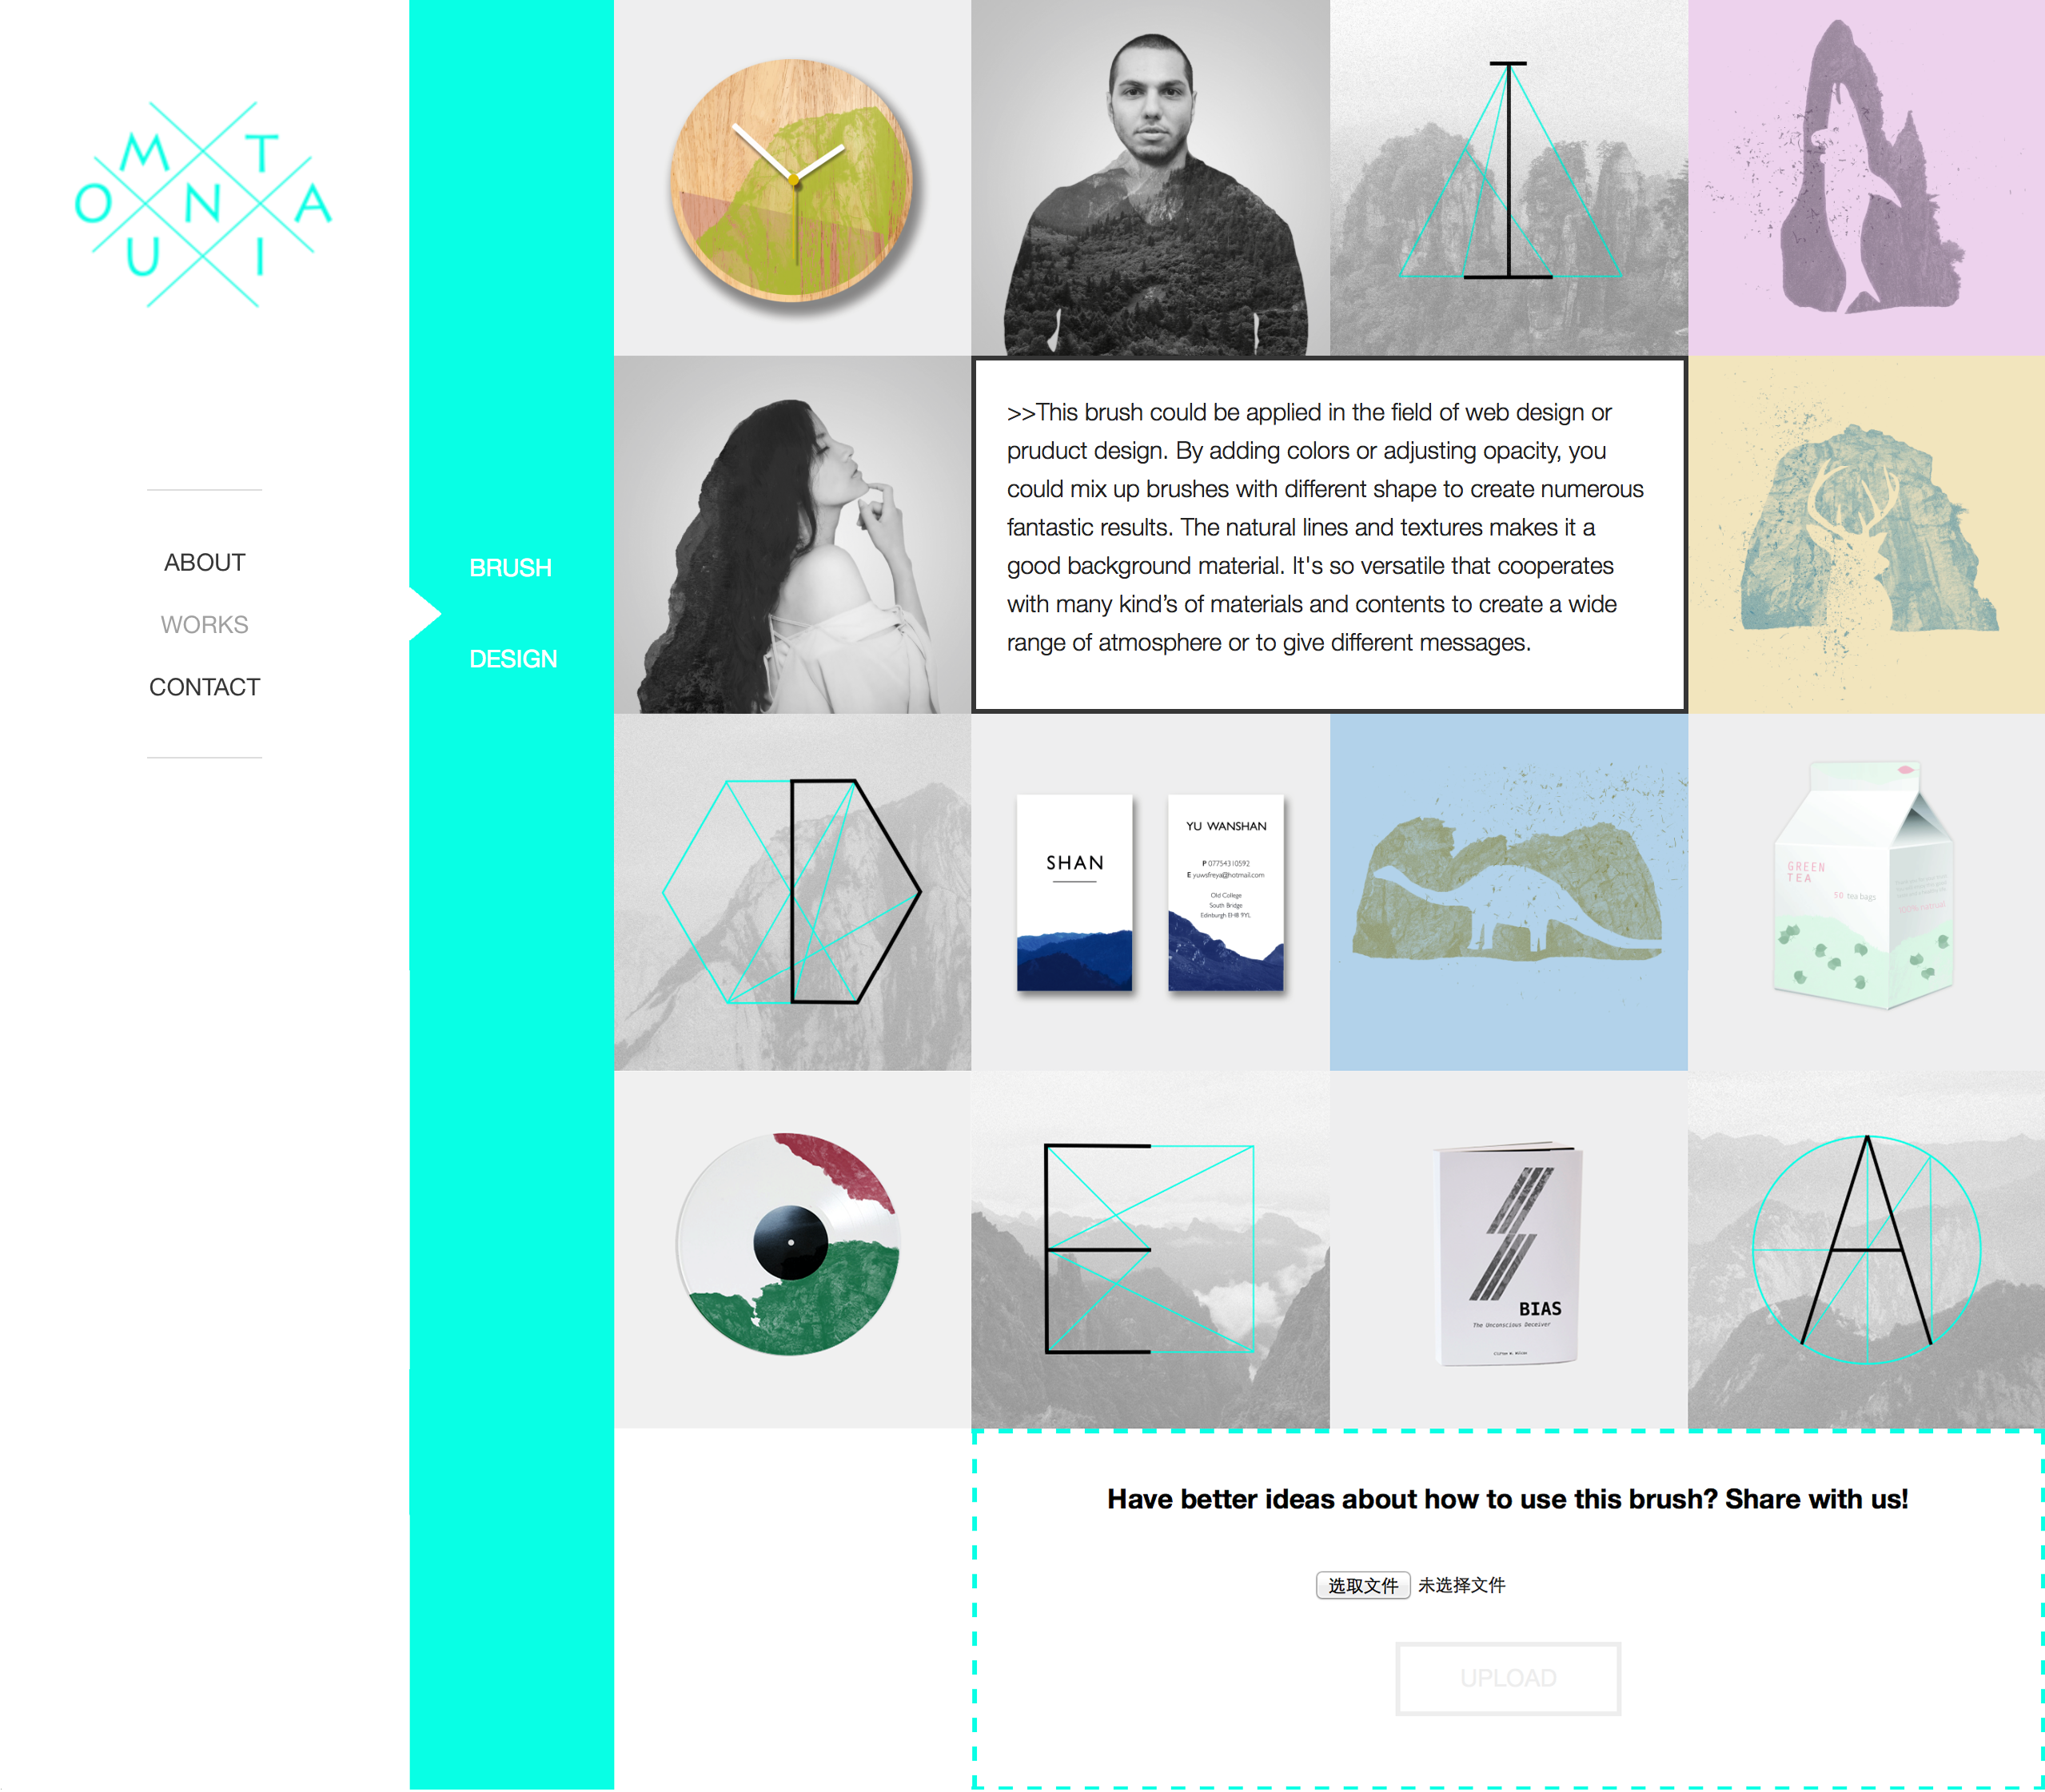 M T
O N A
U I
ABOUT
WORKS
CONTACT
BRUSH
DESIGN
>>This brush could be applied in the field of web design or
pruduct design. By adding colors or adjusting opacity, you
could mix up brushes with different shape to create numerous
fantastic results. The natural lines and textures makes it a
good background material. It's so versatile that cooperates
with many kind’s of materials and contents to create a wide
range of atmosphere or to give different messages.
SHAN
YU WANSHAN
P 07754310592
E yuwsfreya@hotmail.com
Old College
South Bridge
Edinburgh EH8 9YL
GREEN
TEA
50 tea bags
BIAS
The Unconscious Deceiver
Have better ideas about how to use this brush? Share with us!
选取文件 未选择文件
UPLOAD